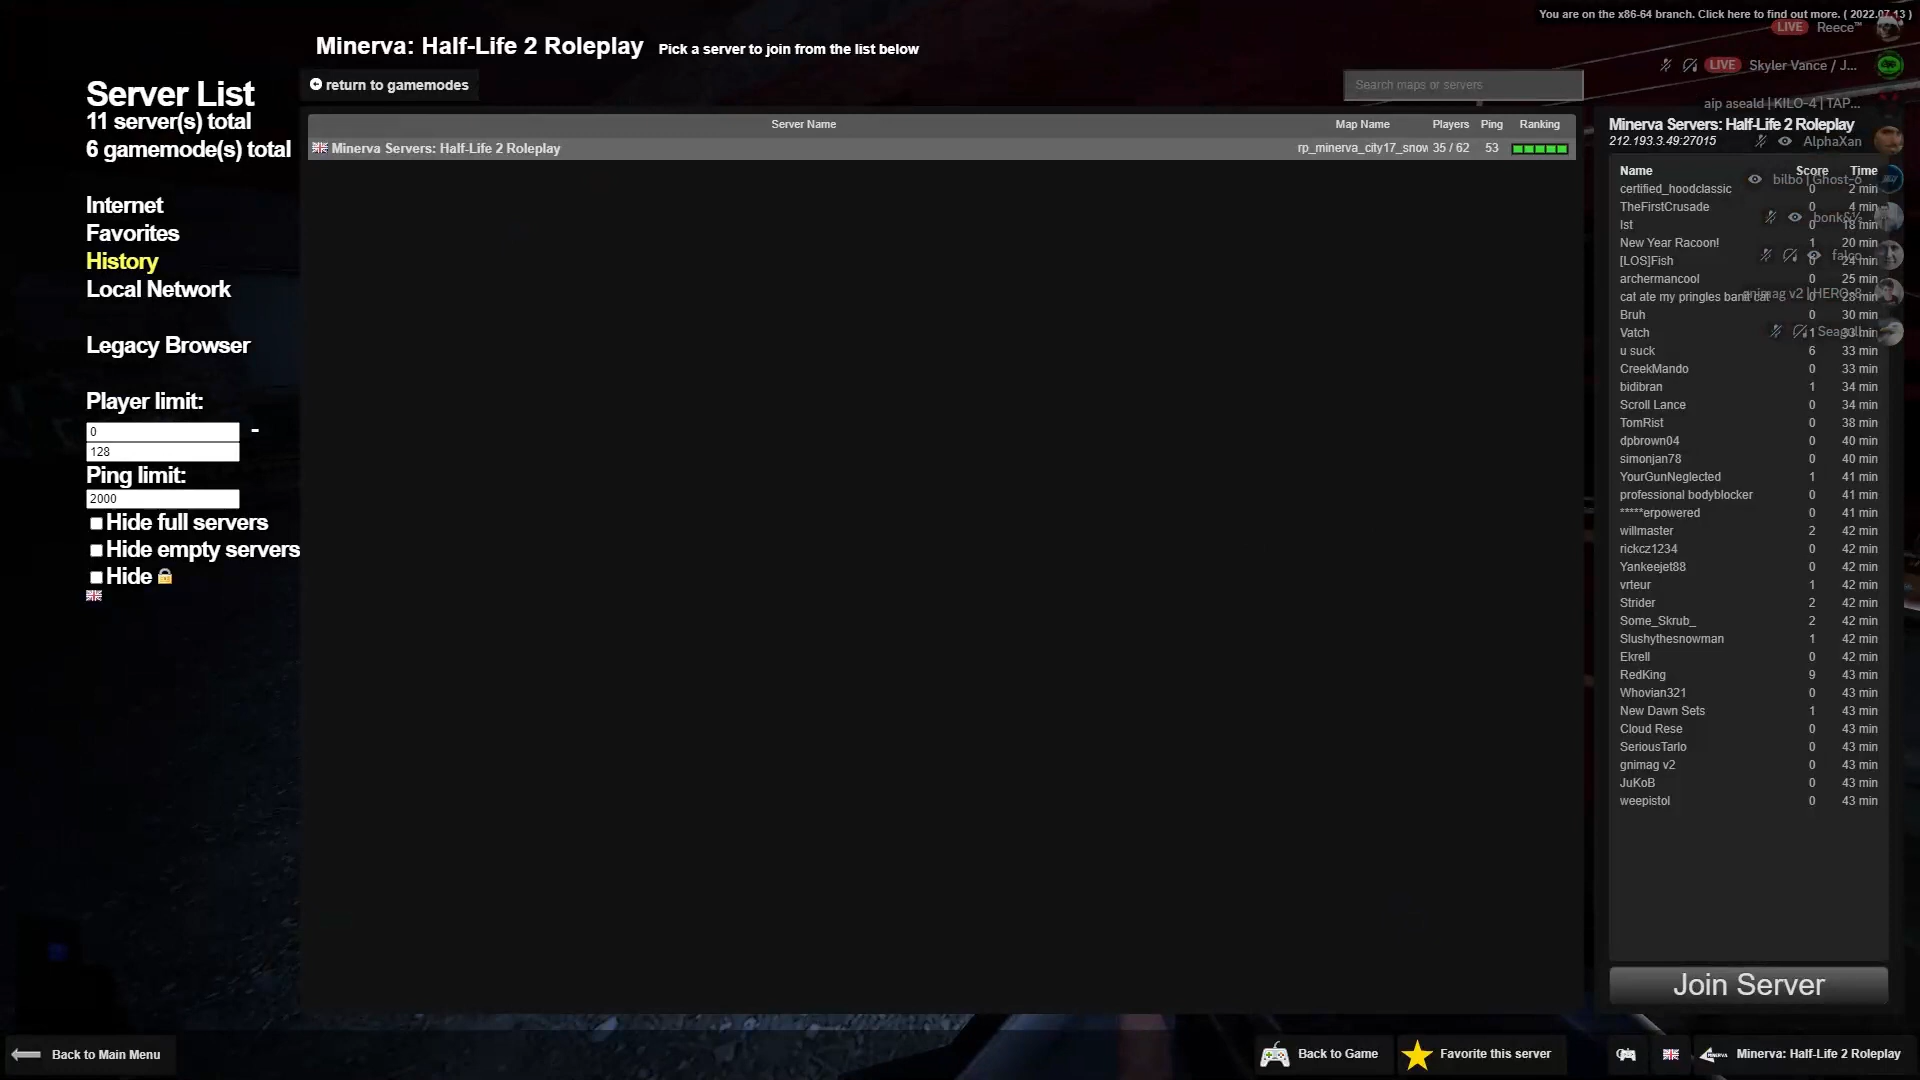 You are on the x86-64 branch. Click here to find out more. ( 2022.07.13 )
LIVE Reece™
Minerva: Half-Life 2 Roleplay Pick a server to join from the list below
LIVE Skyler Vance / J...
return to gamemodes
Search maps or servers
Server List
11 server(s) total
6 gamemode(s) total
Internet
Favorites
History
Local Network
Legacy Browser
Player limit:
0 -
128
Ping limit:
2000
Hide full servers
Hide empty servers
Hide
Server Name Map Name Players Ping Ranking
Minerva Servers: Half-Life 2 Roleplay rp_minerva_city17_snow 35 / 62 53
aip aseald | KILO-4 | TAP...
Minerva Servers: Half-Life 2 Roleplay
212.193.3.49:27015
AlphaXan
Name Score Time
bilbo | Ghost-6
certified_hoodclassic 0 2 min
TheFirstCrusade 0 4 min
Ist 0 18 min
New Year Racoon! 1 20 min
[LOS]Fish 0 24 min
falco
archermancool 0 25 min
cat ate my pringles banit cat 0 28 min
gnimag v2 | HERO-8
Bruh 0 30 min
Vatch 1 33 min
Seagull
u suck 6 33 min
CreekMando 0 33 min
bidibran 1 34 min
Scroll Lance 0 34 min
TomRist 0 38 min
dpbrown04 0 40 min
simonjan78 0 40 min
YourGunNeglected 1 41 min
professional bodyblocker 0 41 min
*****erpowered 0 41 min
willmaster 2 42 min
rickcz1234 0 42 min
Yankeejet88 0 42 min
vrteur 1 42 min
Strider 2 42 min
Some_Skrub_ 2 42 min
Slushythesnowman 1 42 min
Ekrell 0 42 min
RedKing 9 43 min
Whovian321 0 43 min
New Dawn Sets 1 43 min
Cloud Rese 0 43 min
SeriousTarlo 0 43 min
gnimag v2 0 43 min
JuKoB 0 43 min
weepistol 0 43 min
Join Server
Back to Main Menu
Back to Game
Favorite this server
MINERVA Minerva: Half-Life 2 Roleplay